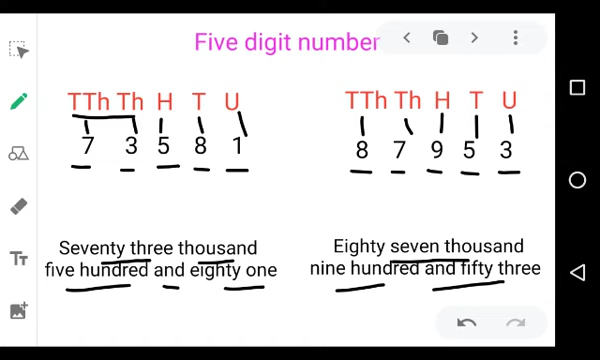 Five digit number
TTh Th H T U
7 3 5 8 1
Seventy three thousand
five hundred and eighty one
TTh Th H T U
8 7 9 5 3
Eighty seven thousand
nine hundred and fifty three
Tт